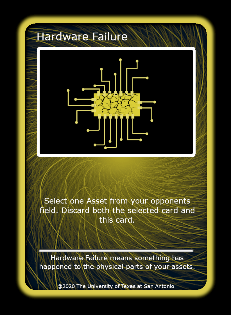 Hardware Failure
Select one Asset from your opponents
field. Discard both the selected card and
this card.
Hardware Failure means something has
happened to the physical parts of your assets
©2020 The University of Texas at San Antonio